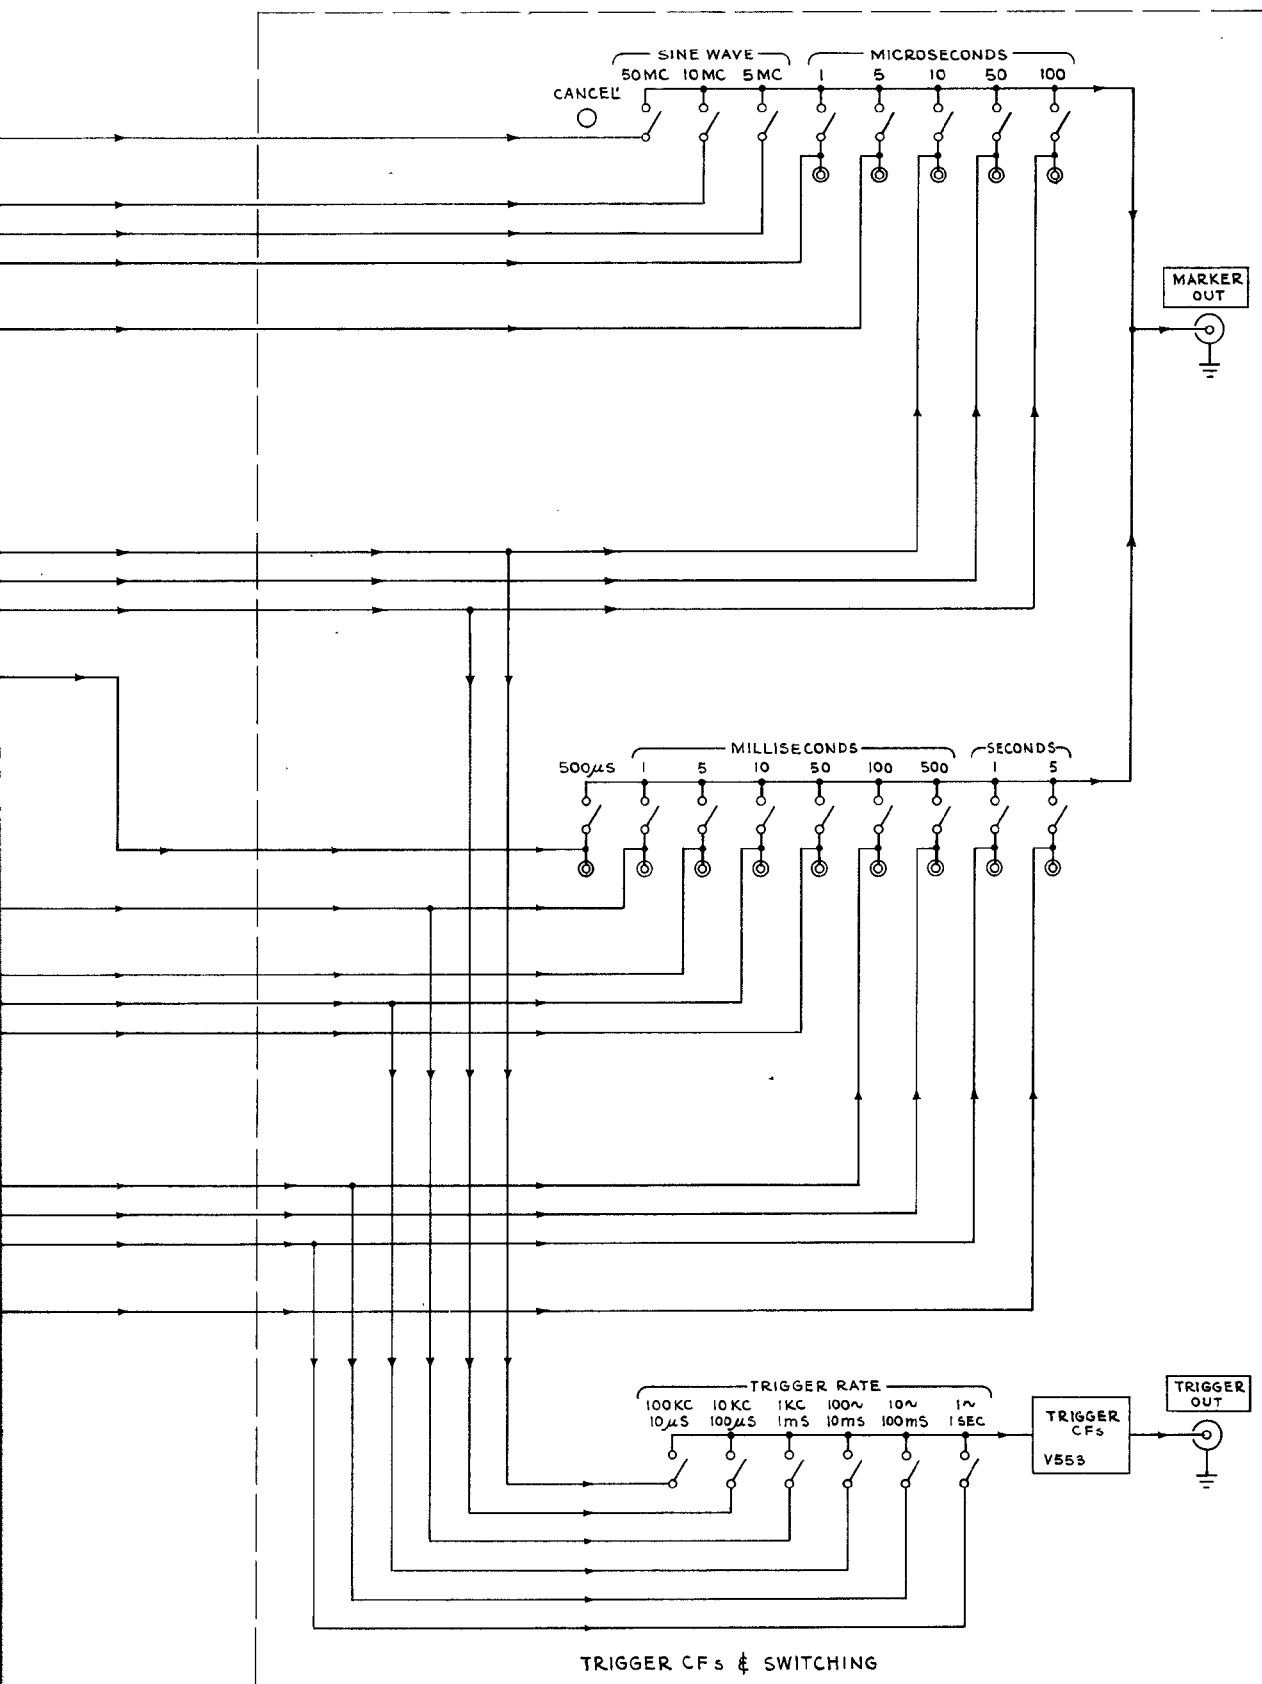 SINE WAVE
MICROSECONDS
50MC 10MC 5MC 1 5 10 50 100
CANCEL
MARKER
OUT
MILLISECONDS
SECONDS
500μS 1 5 10 50 100 500 1 5
TRIGGER RATE
100KC 10KC 1KC 100~ 10~ 1~
10μS 100μS 1mS 10mS 100mS 1SEC
TRIGGER
CFs
V553
TRIGGER
OUT
TRIGGER CFs & SWITCHING